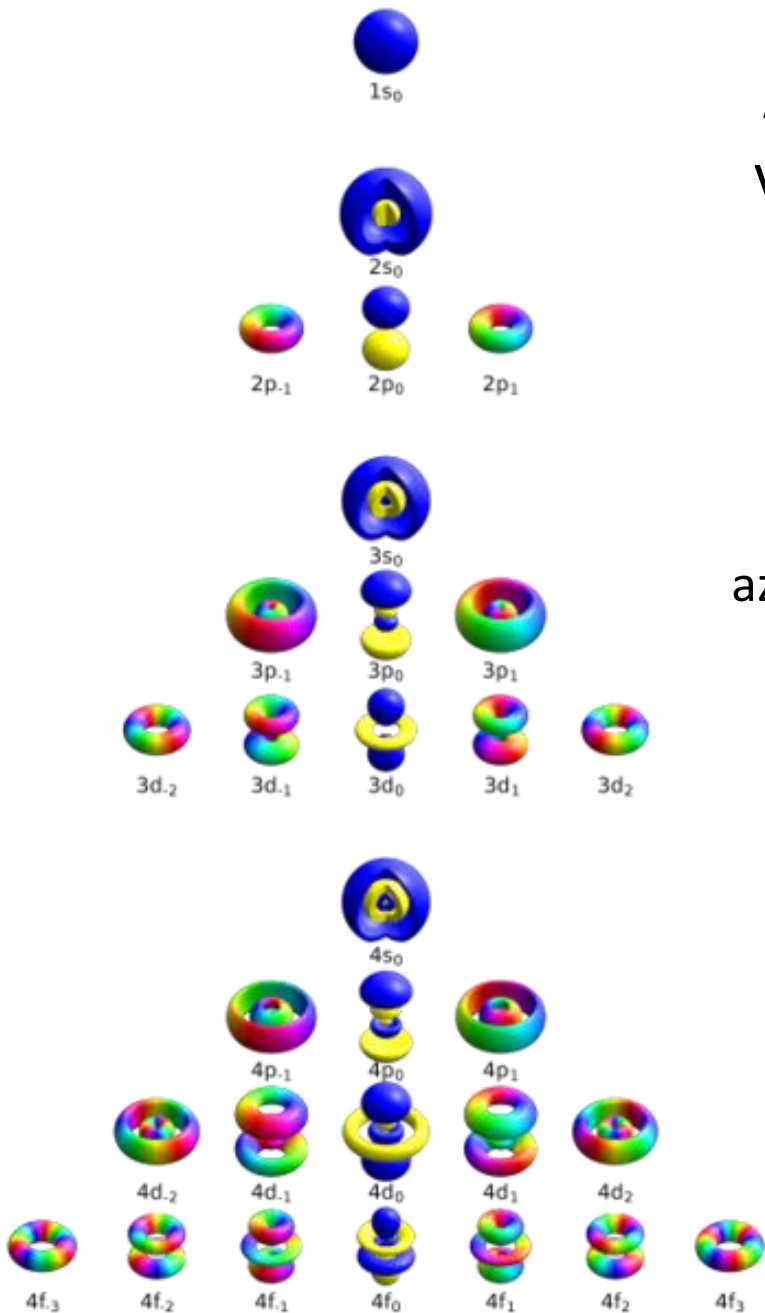 1s₀
2s₀
2p₋₁ 2p₀ 2p₁
3s₀
az
3p₋₁ 3p₀ 3p₁
3d₋₂ 3d₋₁ 3d₀ 3d₁ 3d₂
4s₀
4p₋₁ 4p₀ 4p₁
4d₋₂ 4d₋₁ 4d₀ 4d₁ 4d₂
4f₋₃ 4f₋₂ 4f₋₁ 4f₀ 4f₁ 4f₂ 4f₃